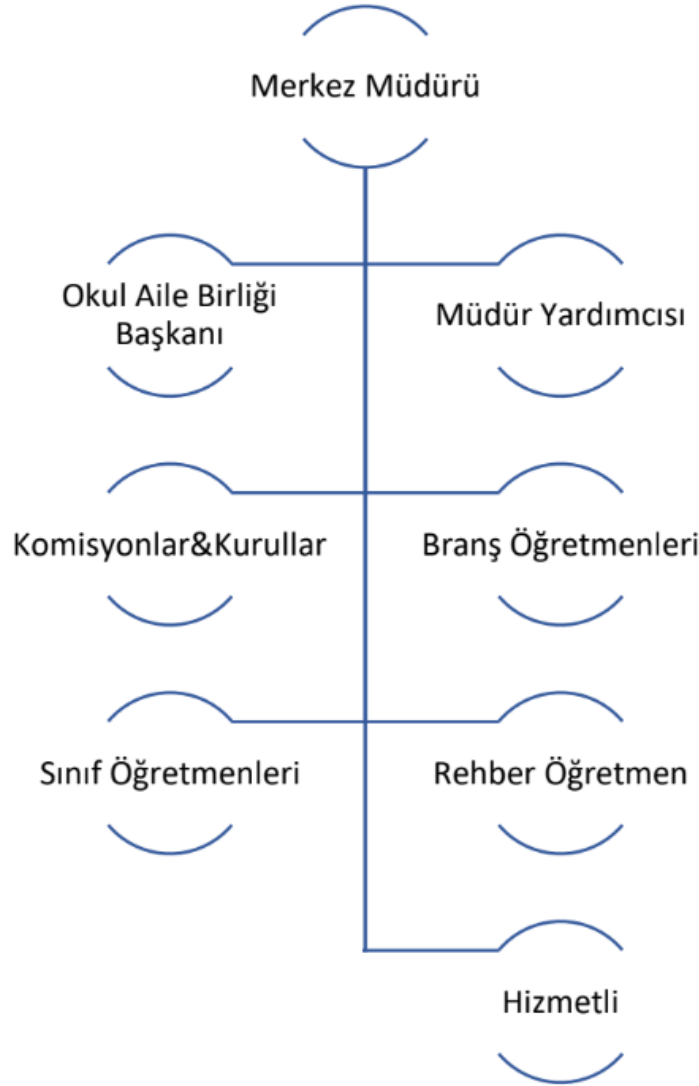 Merkez Müdürü
Okul Aile Birliği
Başkanı
Müdür Yardımcısı
Komisyonlar&Kurullar
Branş Öğretmenleri
Sınıf Öğretmenleri
Rehber Öğretmen
Hizmetli